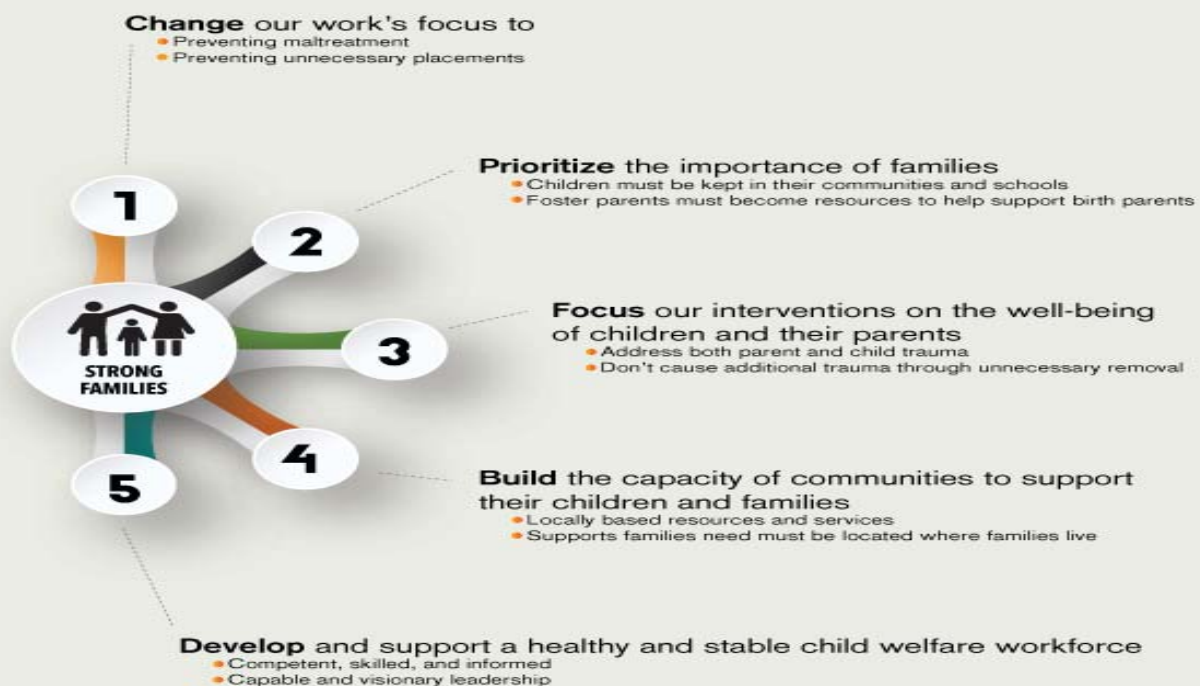 Change our work's focus to
Preventing maltreatment
Preventing unnecessary placements
1
Prioritize the importance of families
Children must be kept in their communities and schools
Foster parents must become resources to help support birth parents
2
Focus our interventions on the well-being
of children and their parents
Address both parent and child trauma
Don't cause additional trauma through unnecessary removal
3
STRONG
FAMILIES
4
Build the capacity of communities to support
their children and families
Locally based resources and services
Supports families need must be located where families live
5
Develop and support a healthy and stable child welfare workforce
Competent, skilled, and informed
Capable and visionary leadership